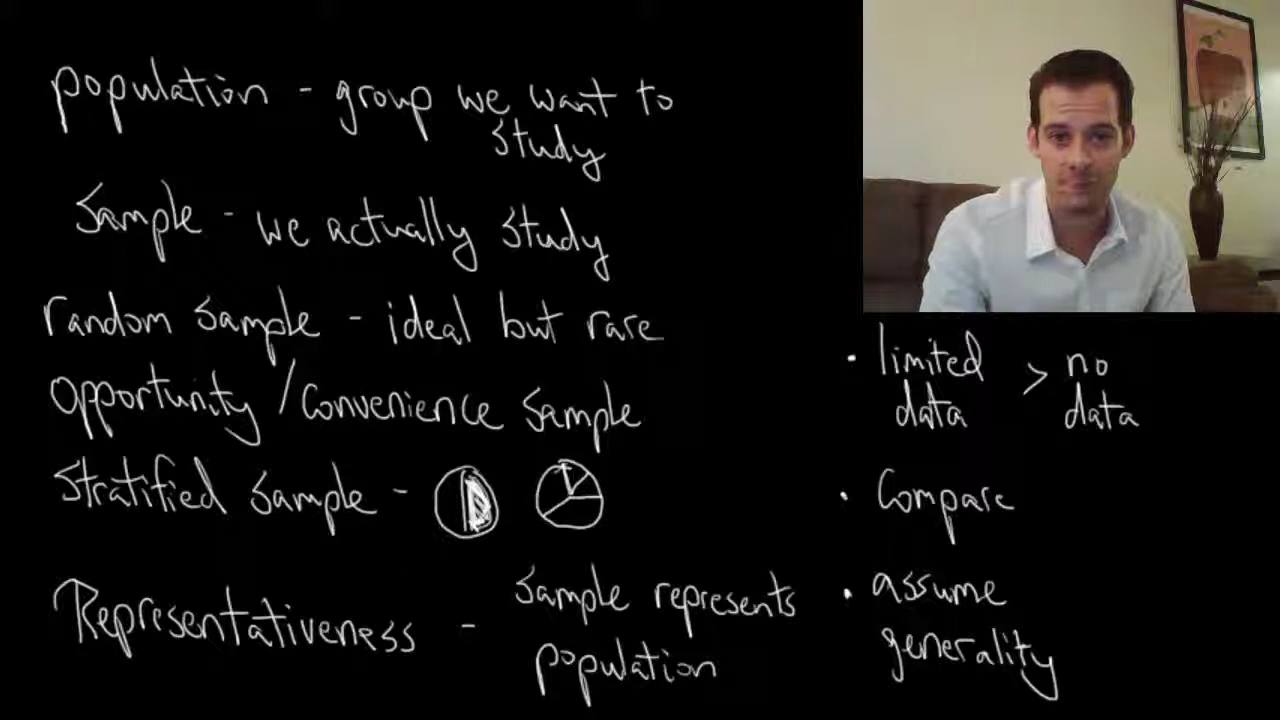 population - group we want to
study
Sample - we actually study
random sample - ideal but rare
Opportunity / Convenience Sample
Stratified sample -
Representativeness - sample represents
population
• limited data > no data
• Compare
• assume
generality